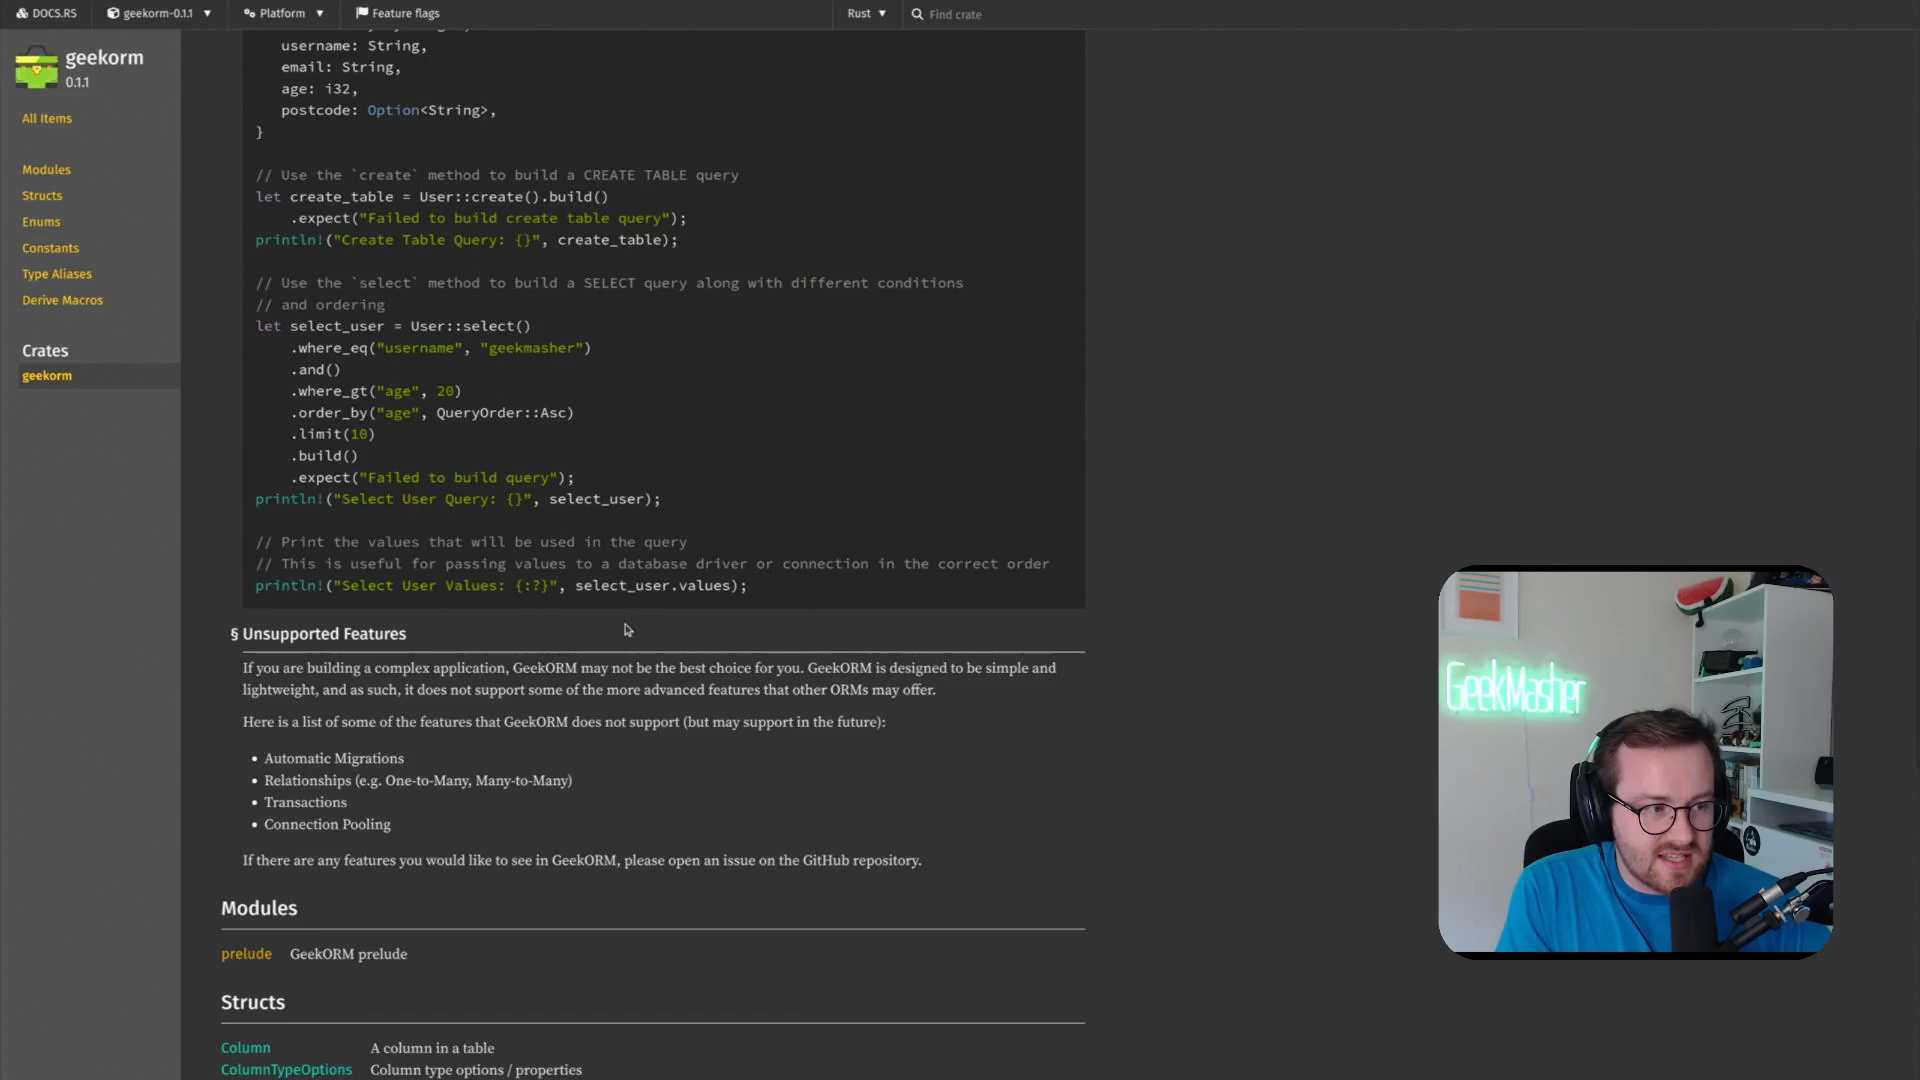 DOCS.RS
geekorm-0.1.1
Platform
Feature flags
Rust
Find crate
geekorm
0.1.1
All Items
Modules
Structs
Enums
Constants
Type Aliases
Derive Macros
Crates
geekorm
username: String,
email: String,
age: i32,
postcode: Option<String>,
}
// Use the `create` method to build a CREATE TABLE query
let create_table = User::create().build()
.expect("Failed to build create table query");
println!("Create Table Query: {}", create_table);
// Use the `select` method to build a SELECT query along with different conditions
// and ordering
let select_user = User::select()
.where_eq("username", "geekmasher")
.and()
.where_gt("age", 20)
.order_by("age", QueryOrder::Asc)
.limit(10)
.build()
.expect("Failed to build query");
println!("Select User Query: {}", select_user);
// Print the values that will be used in the query
// This is useful for passing values to a database driver or connection in the correct order
println!("Select User Values: {:?}", select_user.values);
§ Unsupported Features
If you are building a complex application, GeekORM may not be the best choice for you. GeekORM is designed to be simple and
lightweight, and as such, it does not support some of the more advanced features that other ORMs may offer.
Here is a list of some of the features that GeekORM does not support (but may support in the future):
• Automatic Migrations
• Relationships (e.g. One-to-Many, Many-to-Many)
• Transactions
• Connection Pooling
If there are any features you would like to see in GeekORM, please open an issue on the GitHub repository.
Modules
prelude GeekORM prelude
Structs
Column A column in a table
ColumnTypeOptions Column type options / properties
GeekMasher